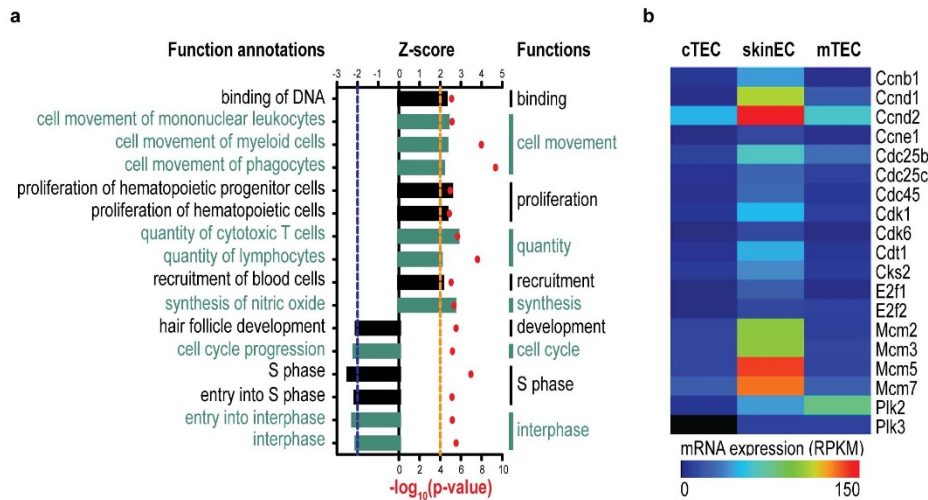 a
Function annotations Z-score Functions
-3 -2 -1 0 1 2 3 4 5
binding of DNA
cell movement of mononuclear leukocytes
cell movement of myeloid cells
cell movement of phagocytes
proliferation of hematopoietic progenitor cells
proliferation of hematopoietic cells
quantity of cytotoxic T cells
quantity of lymphocytes
recruitment of blood cells
synthesis of nitric oxide
hair follicle development
cell cycle progression
S phase
entry into S phase
entry into interphase
interphase
binding
cell movement
proliferation
quantity
recruitment
synthesis
development
cell cycle
S phase
interphase
0 2 4 6 8 10
-log10(p-value)
b
cTEC skinEC mTEC
Ccnb1
Ccnd1
Ccnd2
Ccne1
Cdc25b
Cdc25c
Cdc45
Cdk1
Cdk6
Cdt1
Cks2
E2f1
E2f2
Mcm2
Mcm3
Mcm5
Mcm7
Plk2
Plk3
mRNA expression (RPKM)
0 150